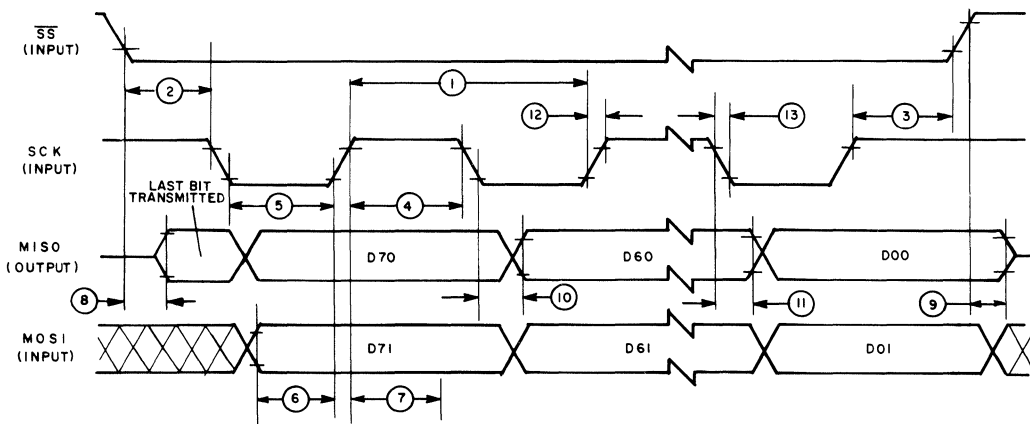 SS
(INPUT)
2
1
12
13
3
SCK
(INPUT)
LAST BIT
TRANSMITTED
5
4
MISO
(OUTPUT)
D70
D60
D00
8
10
11
9
MOSI
(INPUT)
D71
D61
D01
6
7